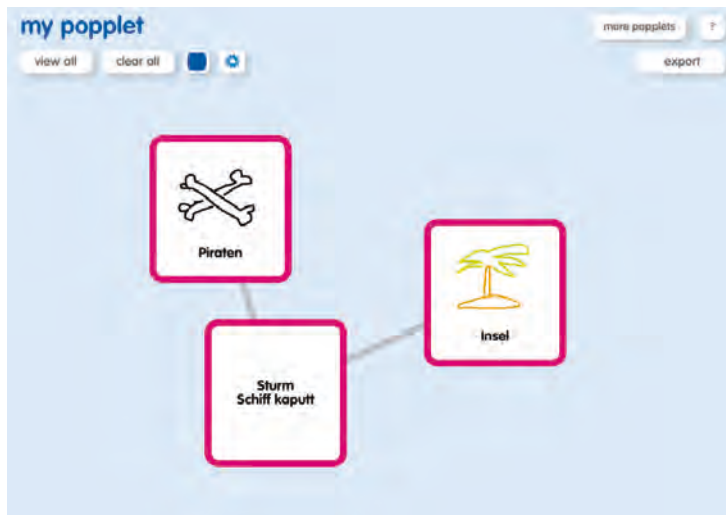 my popplet
more popplets
?
view all
clear all
export
Piraten
Insel
Sturm
Schiff kaputt